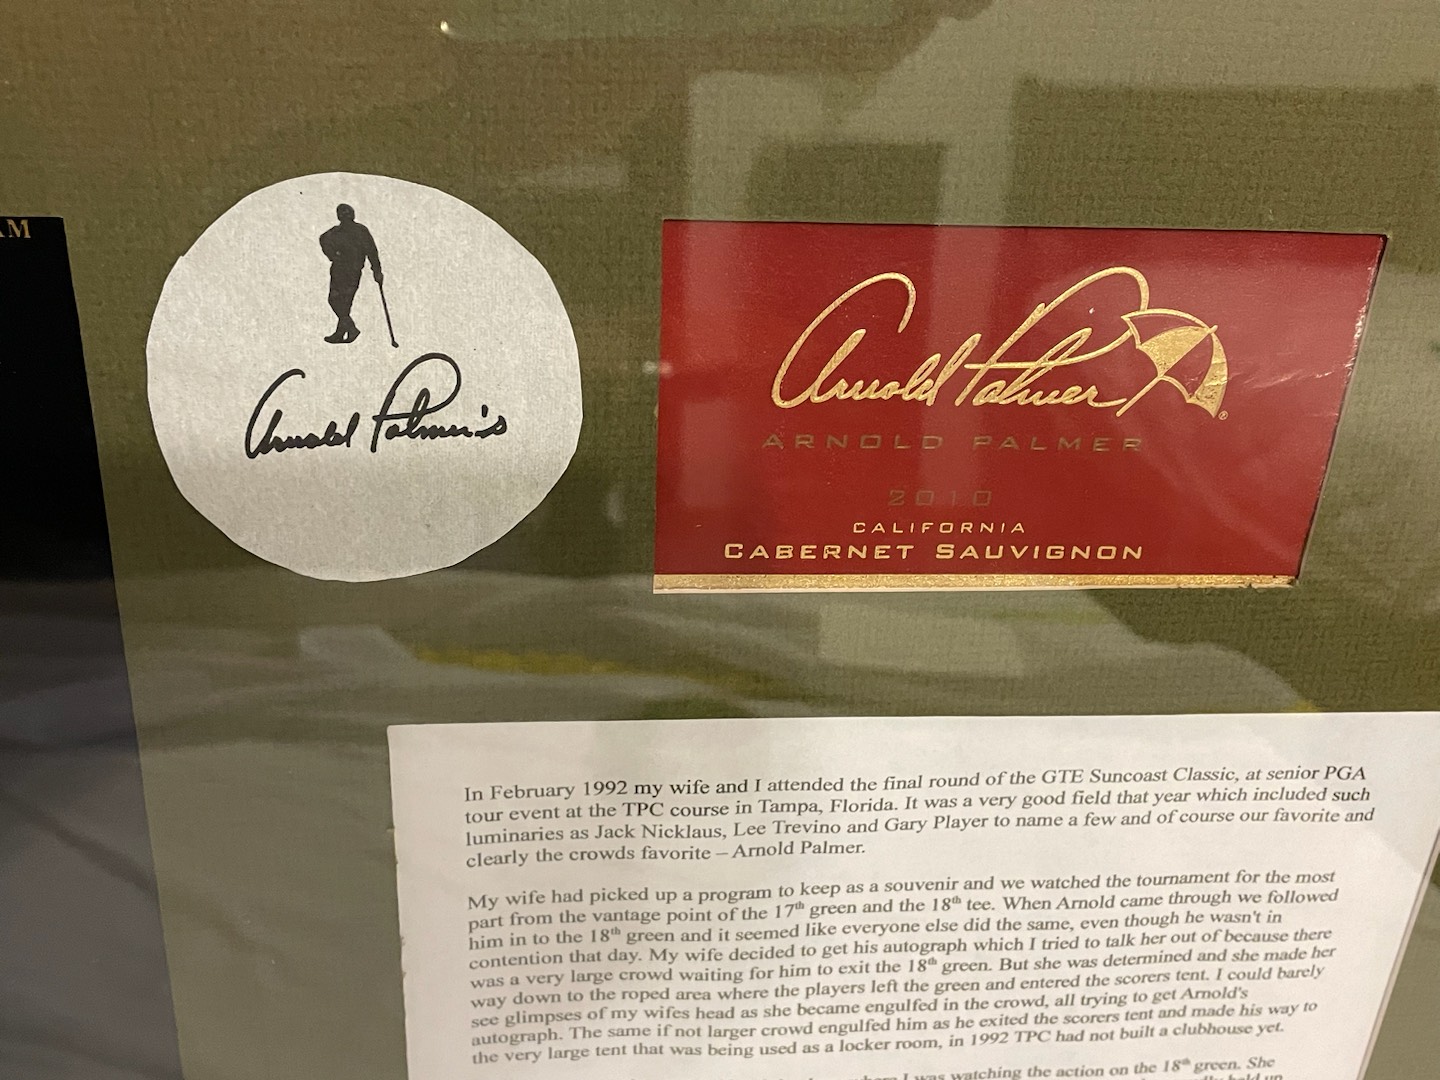 AM
Arnold Palmer's
Arnold Palmer
®
ARNOLD PALMER
2010
CALIFORNIA
CABERNET SAUVIGNON
In February 1992 my wife and I attended the final round of the GTE Suncoast Classic, at senior PGA
tour event at the TPC course in Tampa, Florida. It was a very good field that year which included such
luminaries as Jack Nicklaus, Lee Trevino and Gary Player to name a few and of course our favorite and
clearly the crowds favorite – Arnold Palmer.
My wife had picked up a program to keep as a souvenir and we watched the tournament for the most
part from the vantage point of the 17th green and the 18th tee. When Arnold came through we followed
him in to the 18th green and it seemed like everyone else did the same, even though he wasn't in
contention that day. My wife decided to get his autograph which I tried to talk her out of because there
was a very large crowd waiting for him to exit the 18th green. But she was determined and she made her
way down to the roped area where the players left the green and entered the scorers tent. I could barely
see glimpses of my wifes head as she became engulfed in the crowd, all trying to get Arnold's
autograph. The same if not larger crowd engulfed him as he exited the scorers tent and made his way to
the very large tent that was being used as a locker room, in 1992 TPC had not built a clubhouse yet.
I was watching the action on the 18th green. She